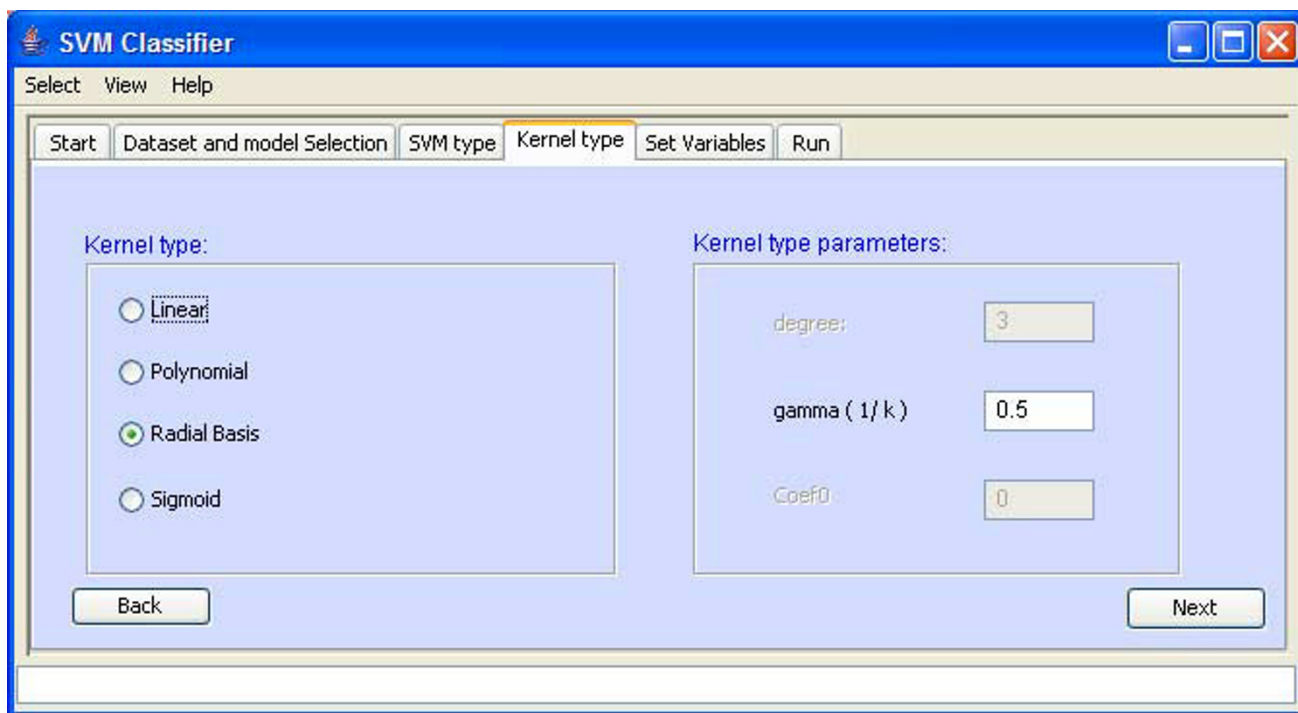 SVM Classifier
Select View Help
Start Dataset and model Selection SVM type Kernel type Set Variables Run
Kernel type:
Linear
Polynomial
Radial Basis
Sigmoid
Kernel type parameters:
degree: 3
gamma ( 1/ k ) 0.5
Coef0 0
Back Next